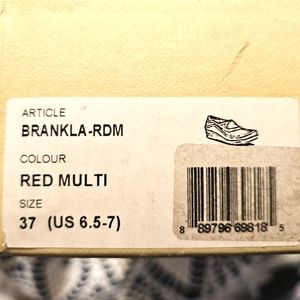 ARTICLE
BRANKLA-RDM
COLOUR
RED MULTI
SIZE
37 (US 6.5-7)
8 89796 69818 5